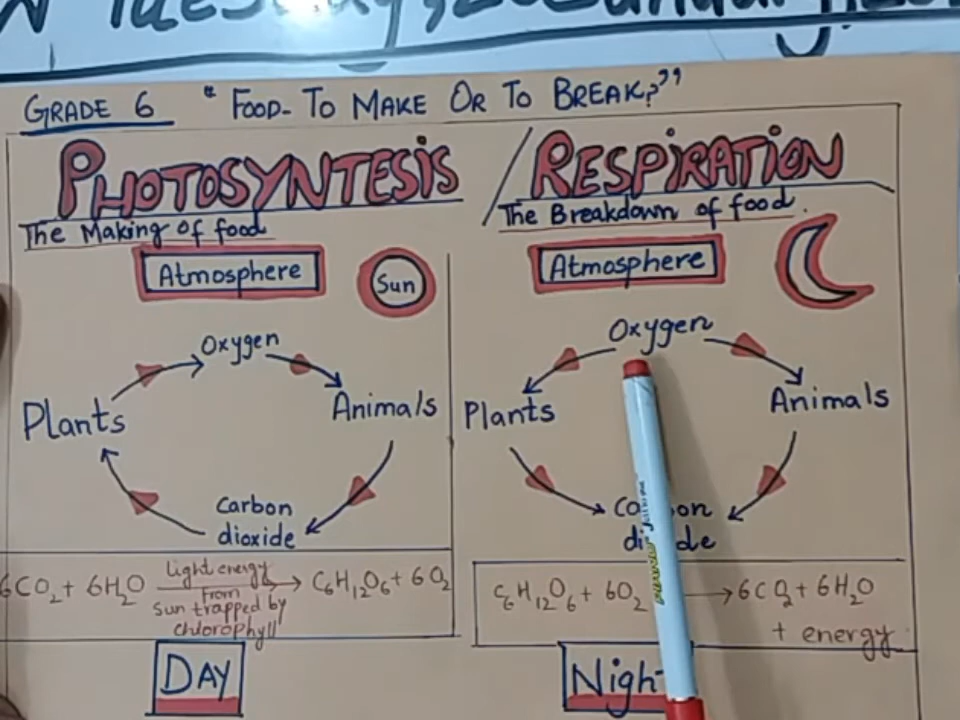 GRADE 6 " FOOD- TO MAKE OR TO BREAK?"
PHOTOSYNTESIS
The Making of food
Atmosphere
Sun
Oxygen
Plants
Animals
Carbon
dioxide
6CO2 + 6H2O Light energy from Sun trapped by chlorophyll → C6H12O6 + 6O2
DAY
/ RESPIRATION
The Breakdown of food.
Atmosphere
Oxygen
Plants
Animals
C6H12O6 + 6O2 → 6CO2 + 6H2O
+ energy